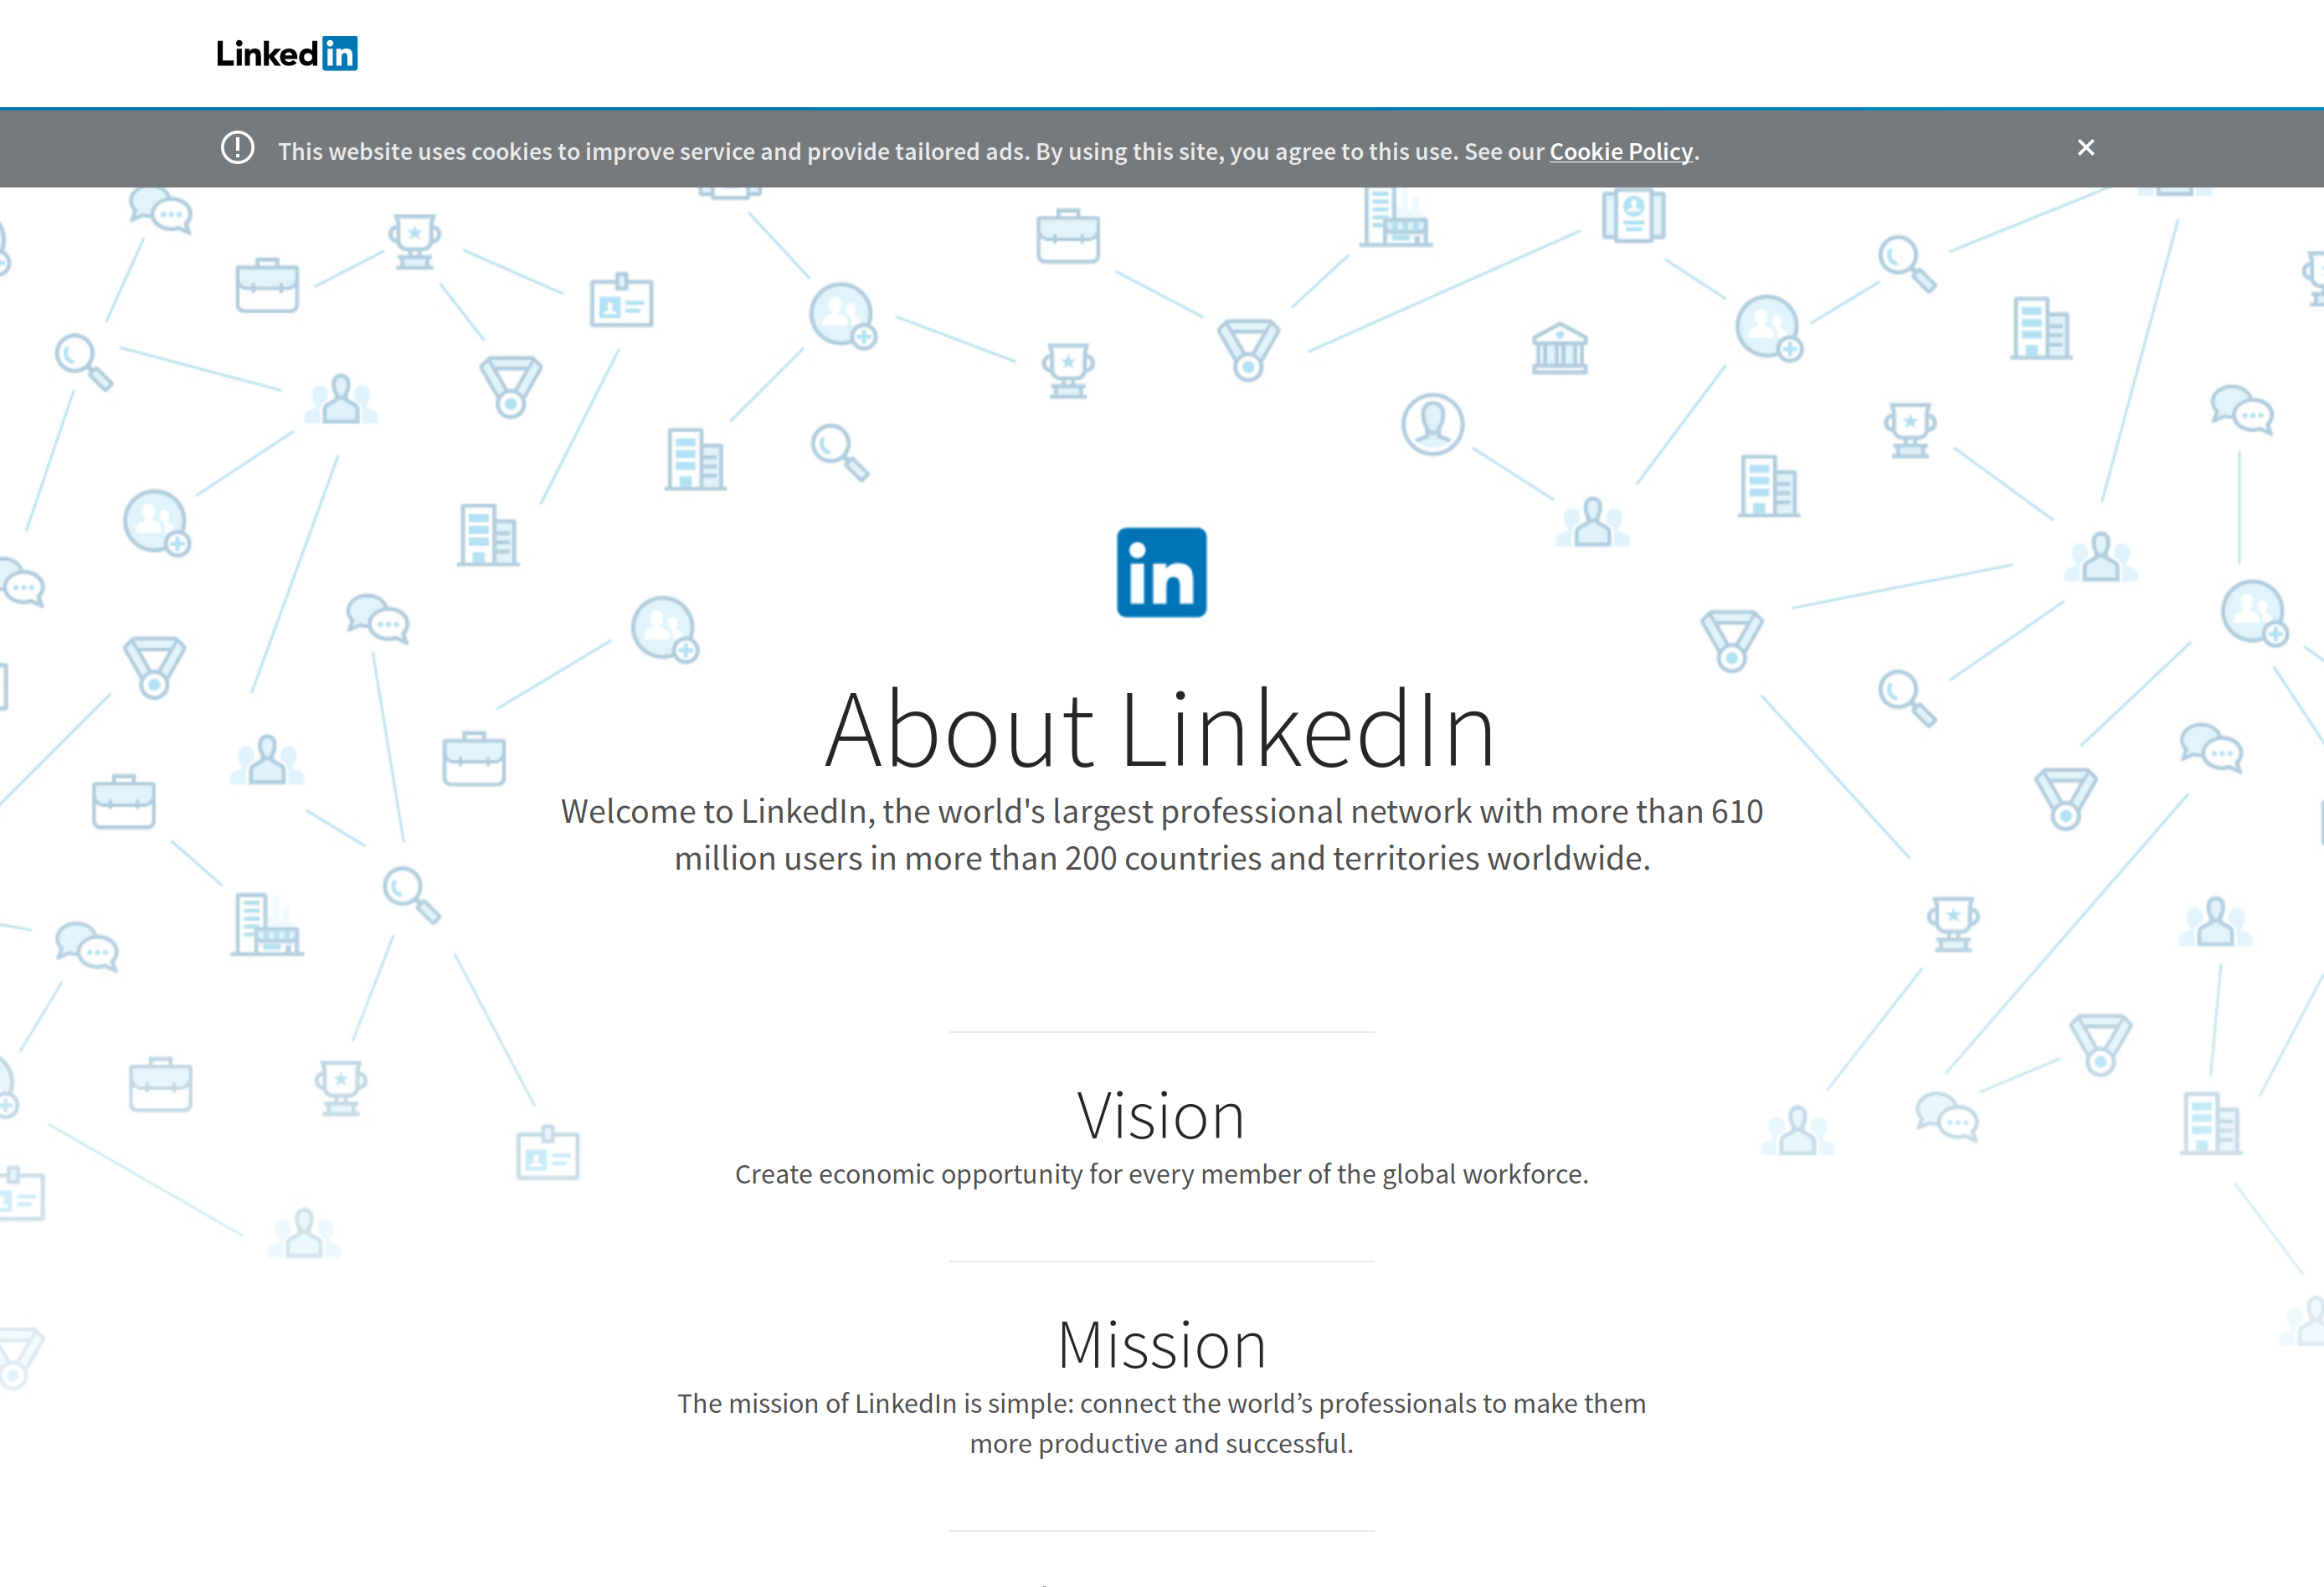 Linked in
This website uses cookies to improve service and provide tailored ads. By using this site, you agree to this use. See our Cookie Policy.
in
About LinkedIn
Welcome to LinkedIn, the world's largest professional network with more than 610
million users in more than 200 countries and territories worldwide.
Vision
Create economic opportunity for every member of the global workforce.
Mission
The mission of LinkedIn is simple: connect the world’s professionals to make them
more productive and successful.